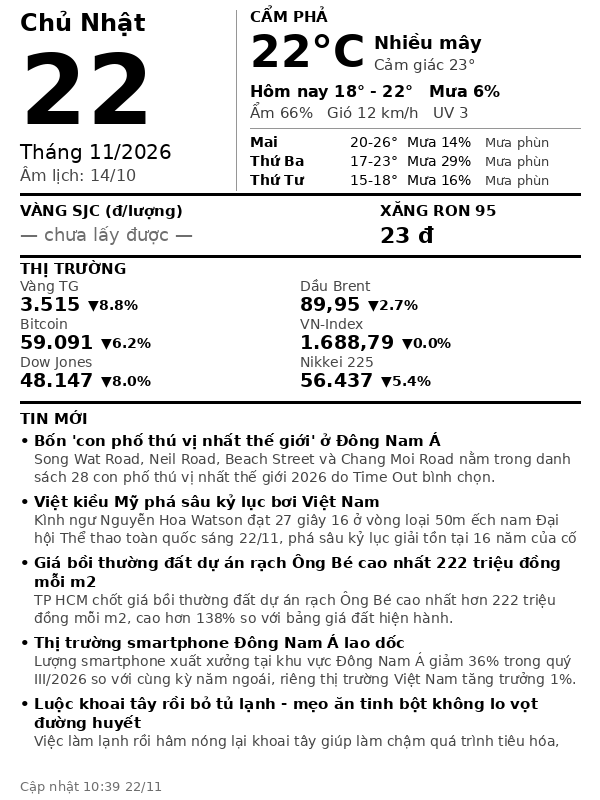 Chủ Nhật
22
Tháng 11/2026
Âm lịch: 14/10
CẨM PHẢ
22°C Nhiều mây
Cảm giác 23°
Hôm nay 18° - 22° Mưa 6%
Ẩm 66% Gió 12 km/h UV 3
Mai 20-26° Mưa 14% Mưa phùn
Thứ Ba 17-23° Mưa 29% Mưa phùn
Thứ Tư 15-18° Mưa 16% Mưa phùn
VÀNG SJC (đ/lượng)
— chưa lấy được —
XĂNG RON 95
23 đ
THỊ TRƯỜNG
Vàng TG
3.515 ▼8.8%
Dầu Brent
89,95 ▼2.7%
Bitcoin
59.091 ▼6.2%
VN-Index
1.688,79 ▼0.0%
Dow Jones
48.147 ▼8.0%
Nikkei 225
56.437 ▼5.4%
TIN MỚI
• Bốn 'con phố thú vị nhất thế giới' ở Đông Nam Á
Song Wat Road, Neil Road, Beach Street và Chang Moi Road nằm trong danh
sách 28 con phố thú vị nhất thế giới 2026 do Time Out bình chọn.
• Việt kiều Mỹ phá sâu kỷ lục bơi Việt Nam
Kình ngư Nguyễn Hoa Watson đạt 27 giây 16 ở vòng loại 50m ếch nam Đại
hội Thể thao toàn quốc sáng 22/11, phá sâu kỷ lục giải tồn tại 16 năm của cố
• Giá bồi thường đất dự án rạch Ông Bé cao nhất 222 triệu đồng
mỗi m2
TP HCM chốt giá bồi thường đất dự án rạch Ông Bé cao nhất hơn 222 triệu
đồng mỗi m2, cao hơn 138% so với bảng giá đất hiện hành.
• Thị trường smartphone Đông Nam Á lao dốc
Lượng smartphone xuất xưởng tại khu vực Đông Nam Á giảm 36% trong quý
III/2026 so với cùng kỳ năm ngoái, riêng thị trường Việt Nam tăng trưởng 1%.
• Luộc khoai tây rồi bỏ tủ lạnh - mẹo ăn tinh bột không lo vọt
đường huyết
Việc làm lạnh rồi hâm nóng lại khoai tây giúp làm chậm quá trình tiêu hóa,
Cập nhật 10:39 22/11